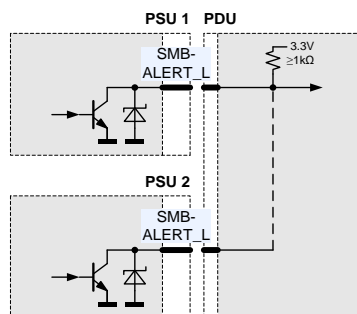 PSU 1 PDU
SMB-
ALERT_L
3.3V
≥1kΩ
PSU 2
SMB-
ALERT_L